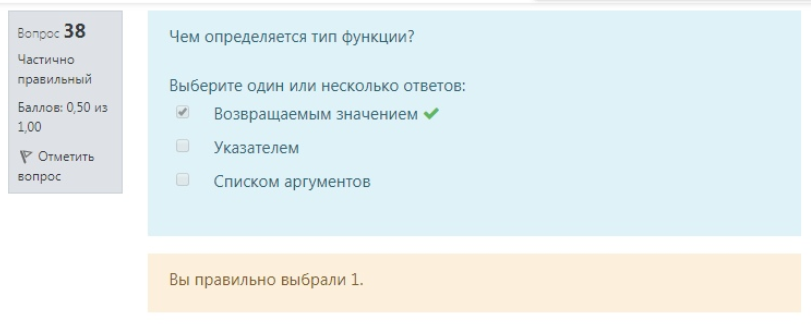 Вопрос 38
Частично
правильный
Баллов: 0,50 из
1,00
Отметить
вопрос
Чем определяется тип функции?
Выберите один или несколько ответов:
Возвращаемым значением
Указателем
Списком аргументов
Вы правильно выбрали 1.